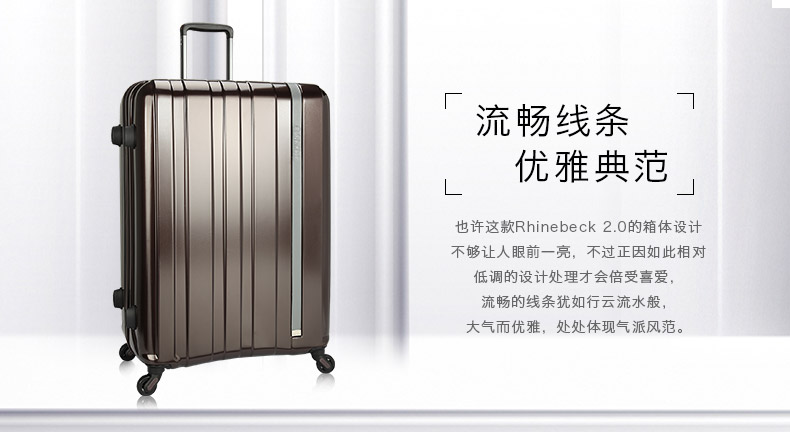 流畅线条
优雅典范
也许这款Rhinebeck 2.0的箱体设计
不够让人眼前一亮，不过正因如此相对
低调的设计处理才会倍受喜爱，
流畅的线条犹如行云流水般，
大气而优雅，处处体现气派风范。